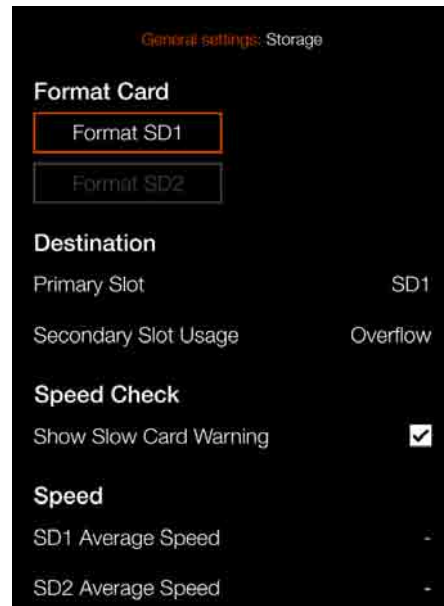 General settings: Storage
Format Card
Format SD1
Format SD2
Destination
Primary Slot SD1
Secondary Slot Usage Overflow
Speed Check
Show Slow Card Warning
Speed
SD1 Average Speed -
SD2 Average Speed -